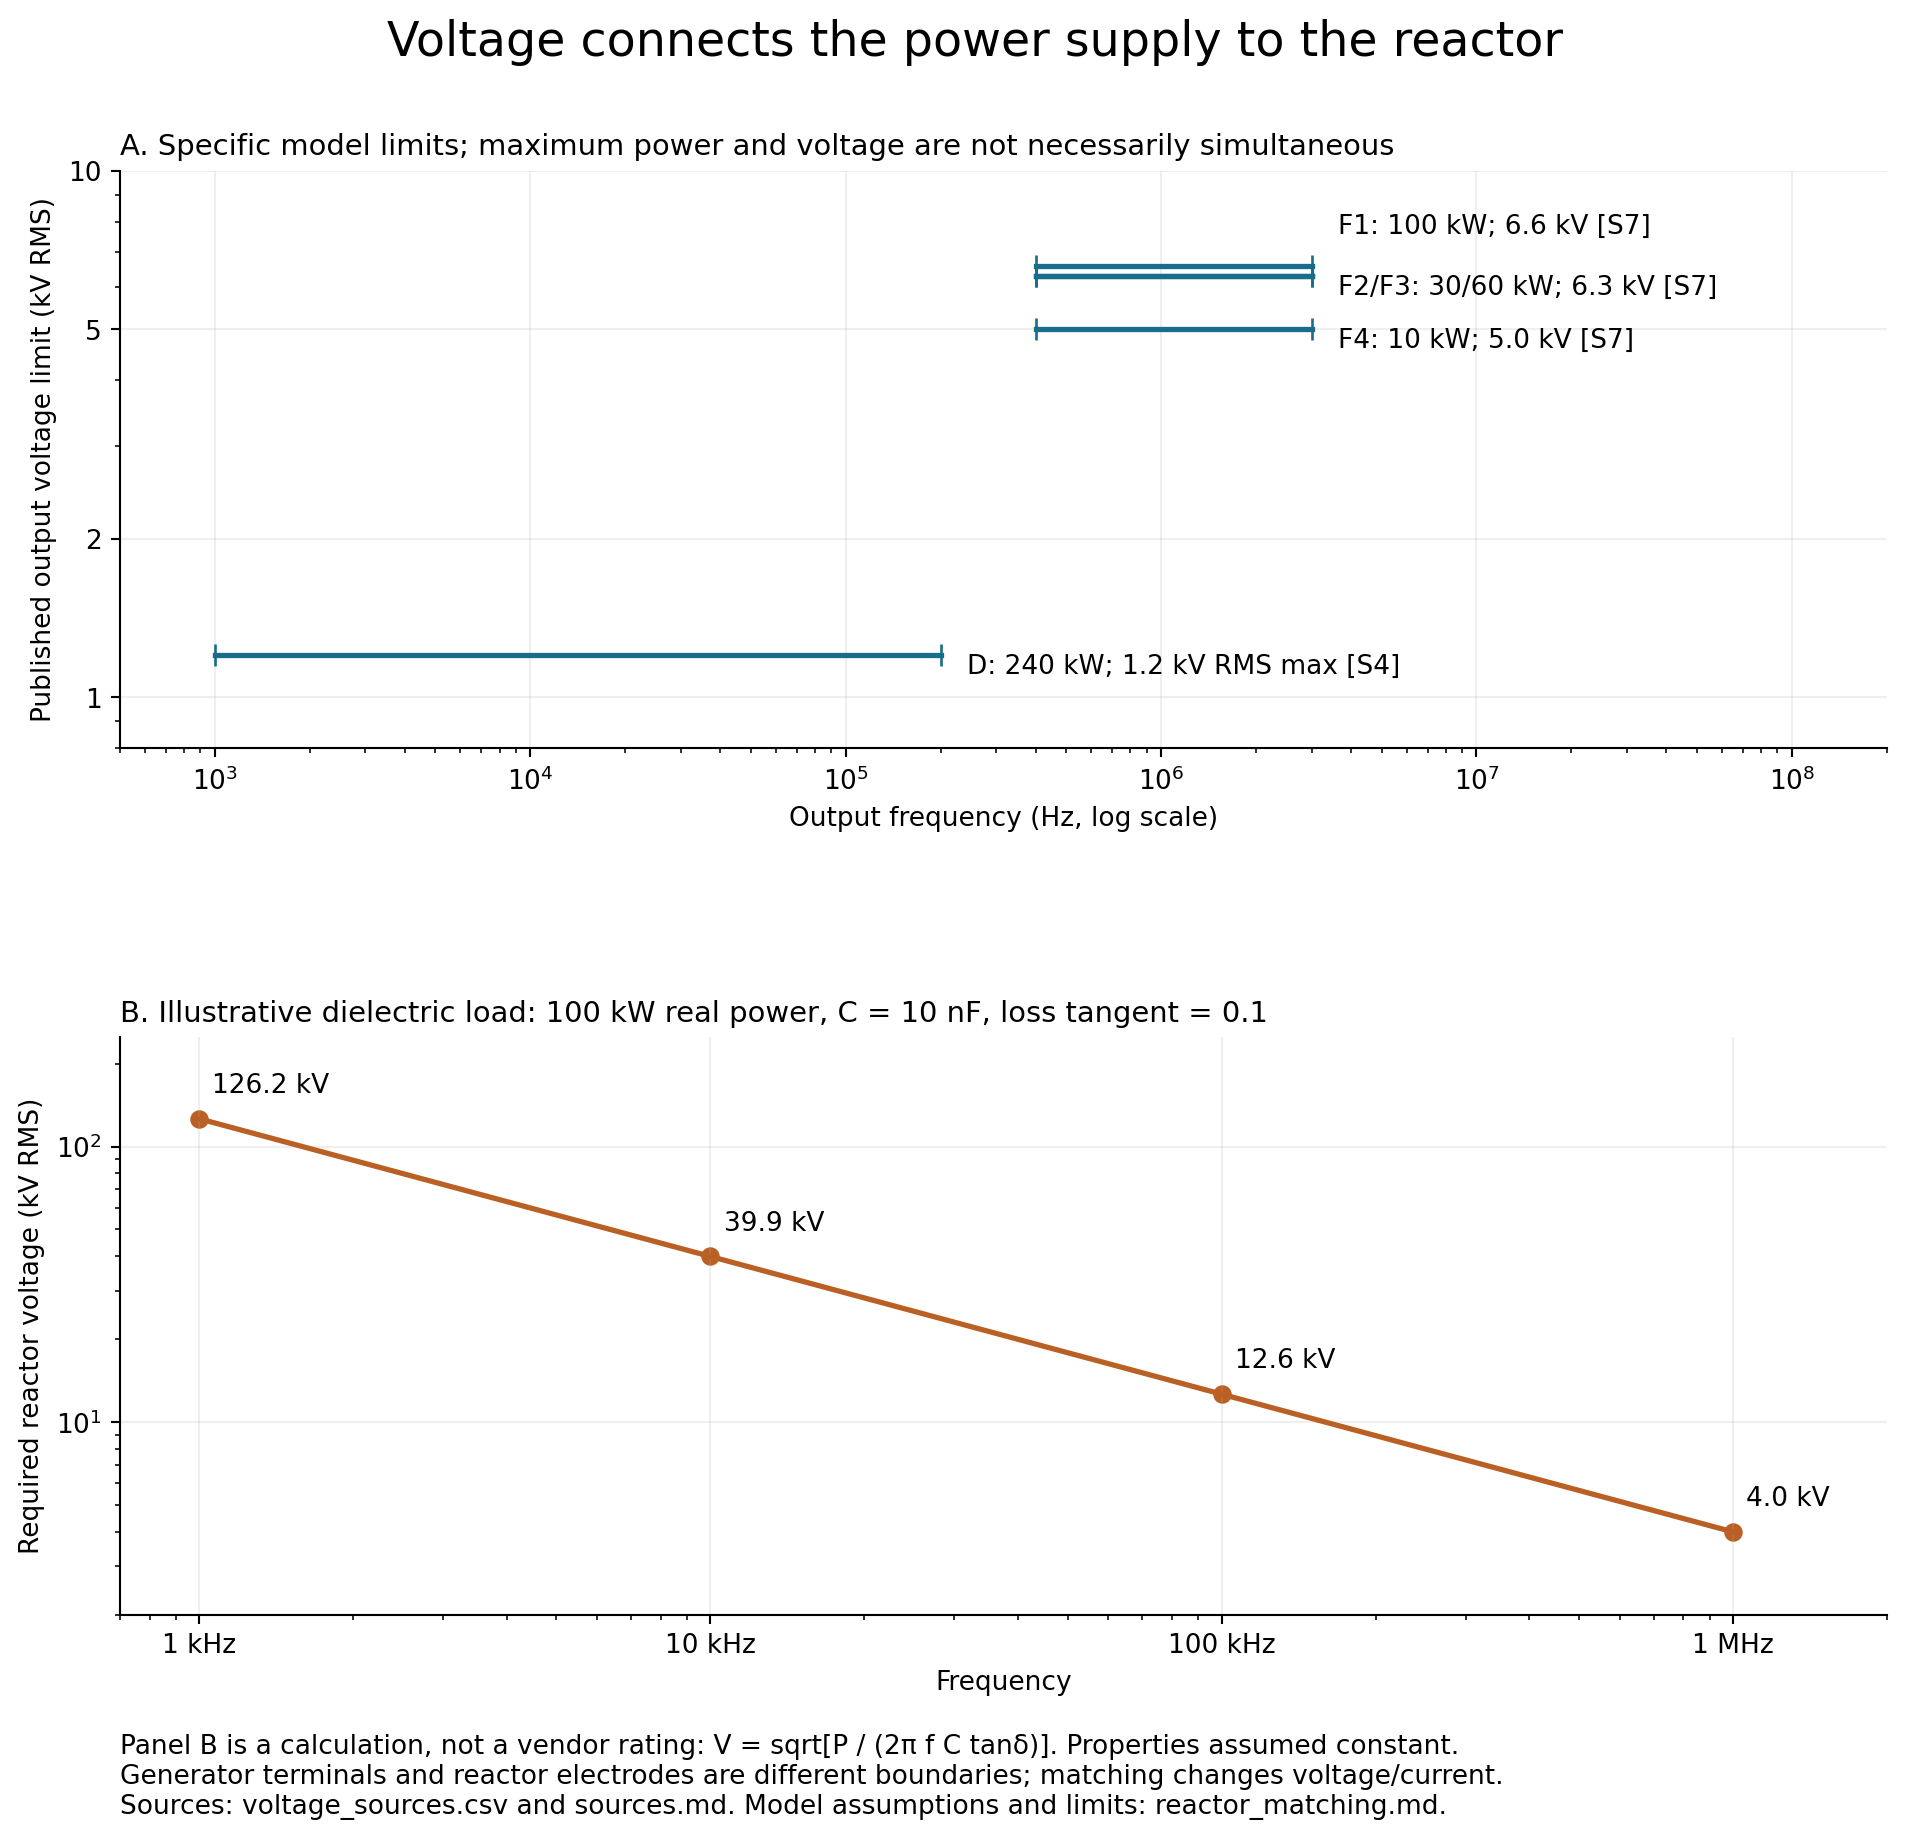 Voltage connects the power supply to the reactor
A. Specific model limits; maximum power and voltage are not necessarily simultaneous
Published output voltage limit (kV RMS)
10
5
2
1
F1: 100 kW; 6.6 kV [S7]
F2/F3: 30/60 kW; 6.3 kV [S7]
F4: 10 kW; 5.0 kV [S7]
D: 240 kW; 1.2 kV RMS max [S4]
10³ 10⁴ 10⁵ 10⁶ 10⁷ 10⁸
Output frequency (Hz, log scale)
B. Illustrative dielectric load: 100 kW real power, C = 10 nF, loss tangent = 0.1
Required reactor voltage (kV RMS)
10²
10¹
126.2 kV
39.9 kV
12.6 kV
4.0 kV
1 kHz 10 kHz 100 kHz 1 MHz
Frequency
Panel B is a calculation, not a vendor rating: V = sqrt[P / (2π f C tanδ)]. Properties assumed constant.
Generator terminals and reactor electrodes are different boundaries; matching changes voltage/current.
Sources: voltage_sources.csv and sources.md. Model assumptions and limits: reactor_matching.md.